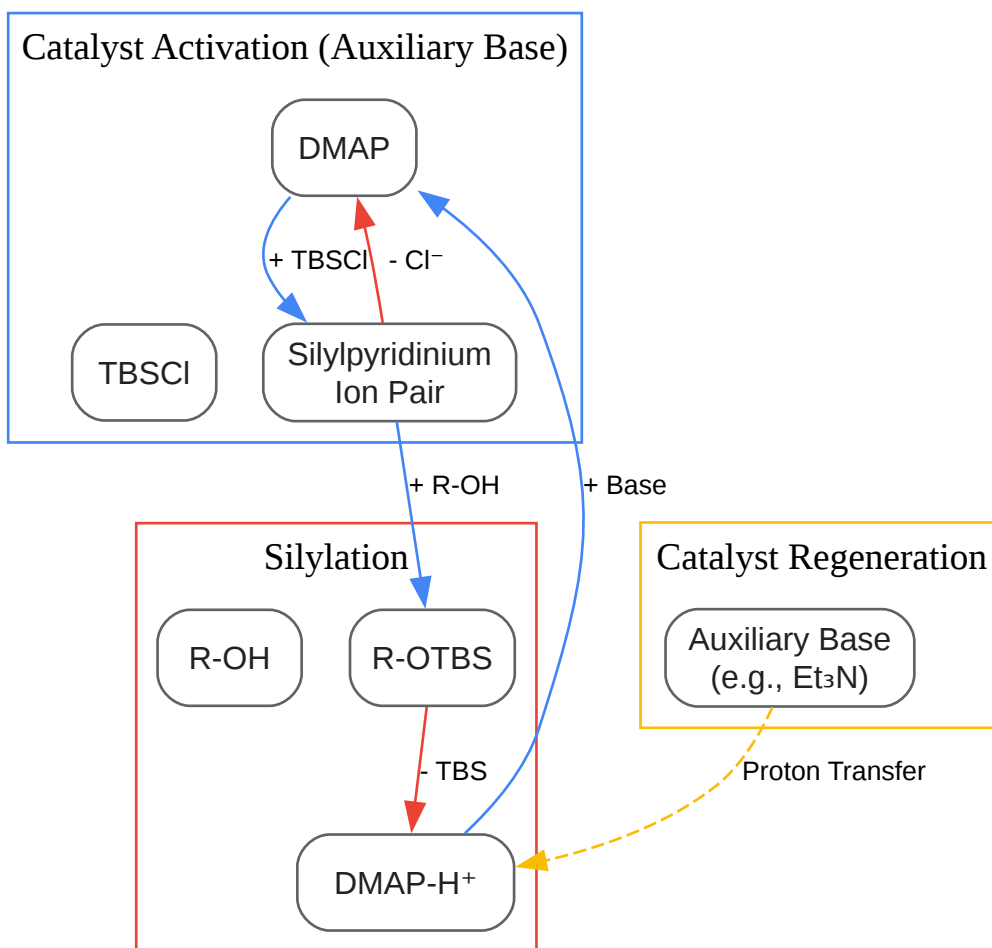 Catalyst Activation (Auxiliary Base)
DMAP
+ TBSCl
- Cl⁻
TBSCl
Silylpyridinium
Ion Pair
+ R-OH
+ Base
Silylation
R-OH
R-OTBS
- TBS
DMAP-H⁺
Catalyst Regeneration
Auxiliary Base
(e.g., Et₃N)
Proton Transfer